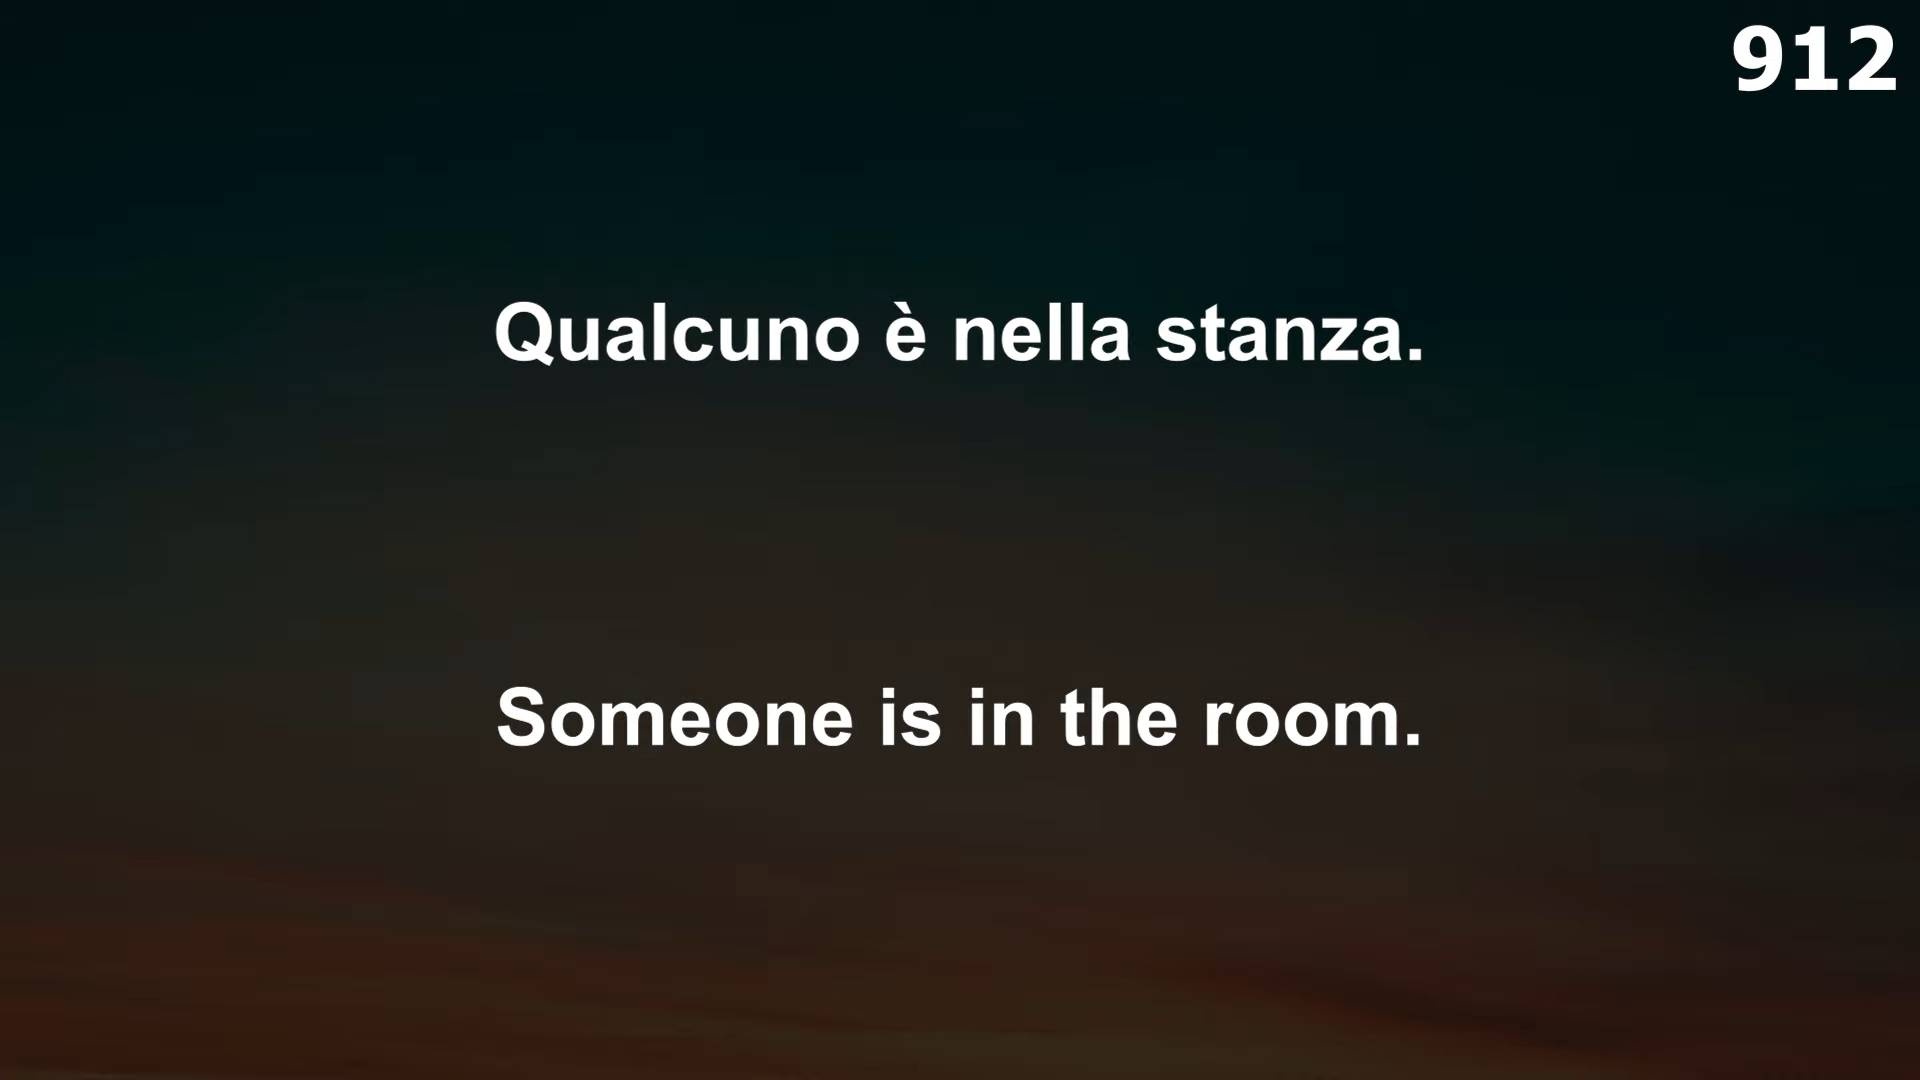 912
Qualcuno è nella stanza.
Someone is in the room.